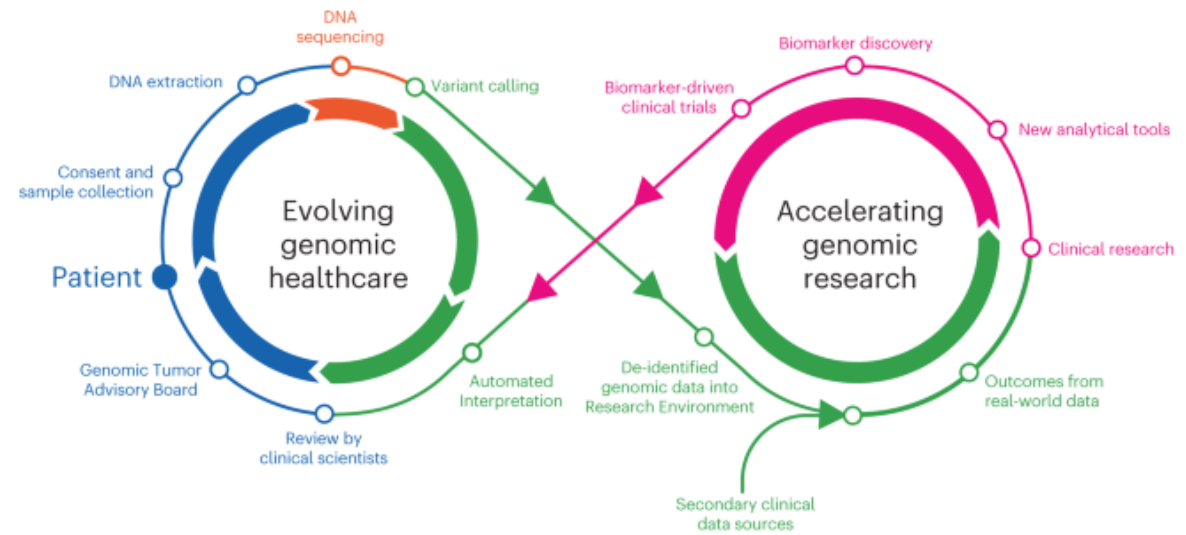 DNA
sequencing
DNA extraction
Variant calling
Consent and
sample collection
Patient
Evolving
genomic
healthcare
Genomic Tumor
Advisory Board
Review by
clinical scientists
Automated
Interpretation
Biomarker discovery
Biomarker-driven
clinical trials
New analytical tools
Accelerating
genomic
research
Clinical research
De-identified
genomic data into
Research Environment
Outcomes from
real-world data
Secondary clinical
data sources